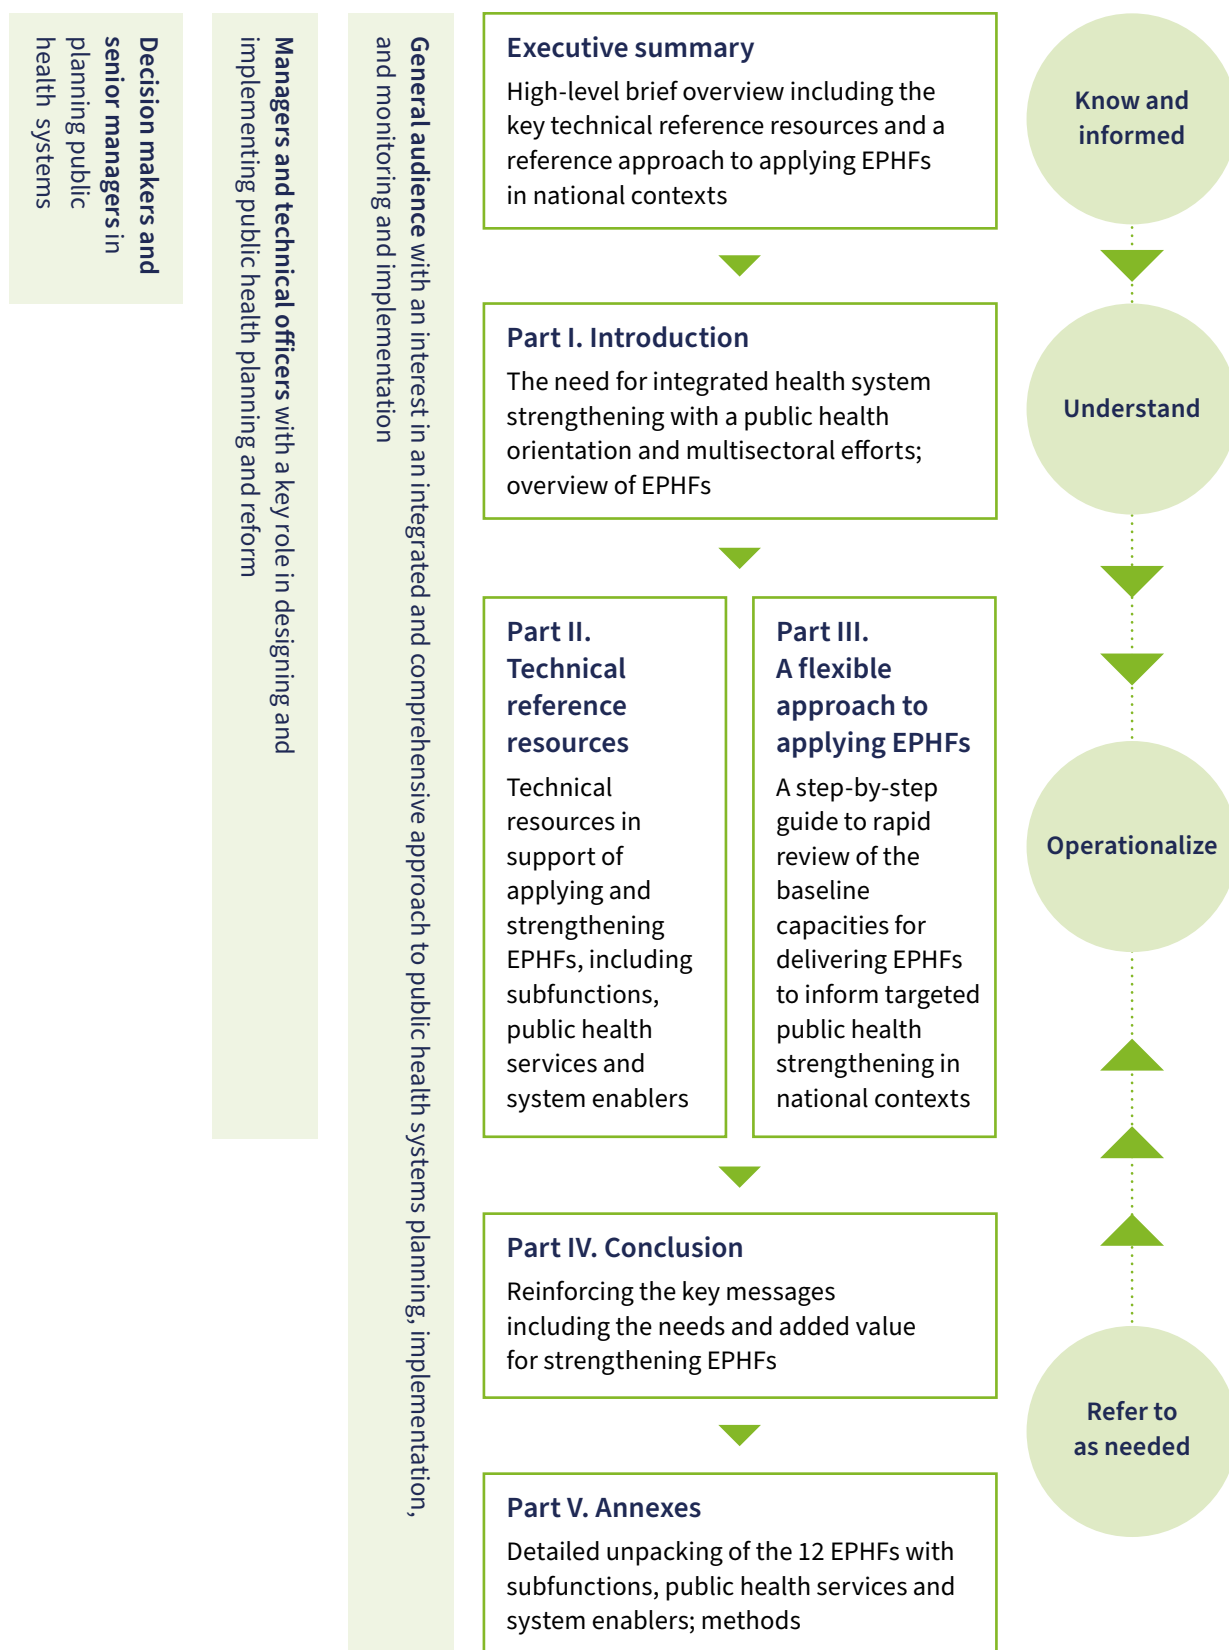 Decision makers and
senior managers in
planning public
health systems
Managers and technical officers with a key role in designing and
implementing public health planning and reform
General audience with an interest in an integrated and comprehensive approach to public health systems planning, implementation,
and monitoring and implementation
Executive summary
High-level brief overview including the
key technical reference resources and a
reference approach to applying EPHFs
in national contexts
Part I. Introduction
The need for integrated health system
strengthening with a public health
orientation and multisectoral efforts;
overview of EPHFs
Part II.
Technical
reference
resources
Technical
resources in
support of
applying and
strengthening
EPHFs, including
subfunctions,
public health
services and
system enablers
Part III.
A flexible
approach to
applying EPHFs
A step-by-step
guide to rapid
review of the
baseline
capacities for
delivering EPHFs
to inform targeted
public health
strengthening in
national contexts
Part IV. Conclusion
Reinforcing the key messages
including the needs and added value
for strengthening EPHFs
Part V. Annexes
Detailed unpacking of the 12 EPHFs with
subfunctions, public health services and
system enablers; methods
Know and
informed
Understand
Operationalize
Refer to
as needed